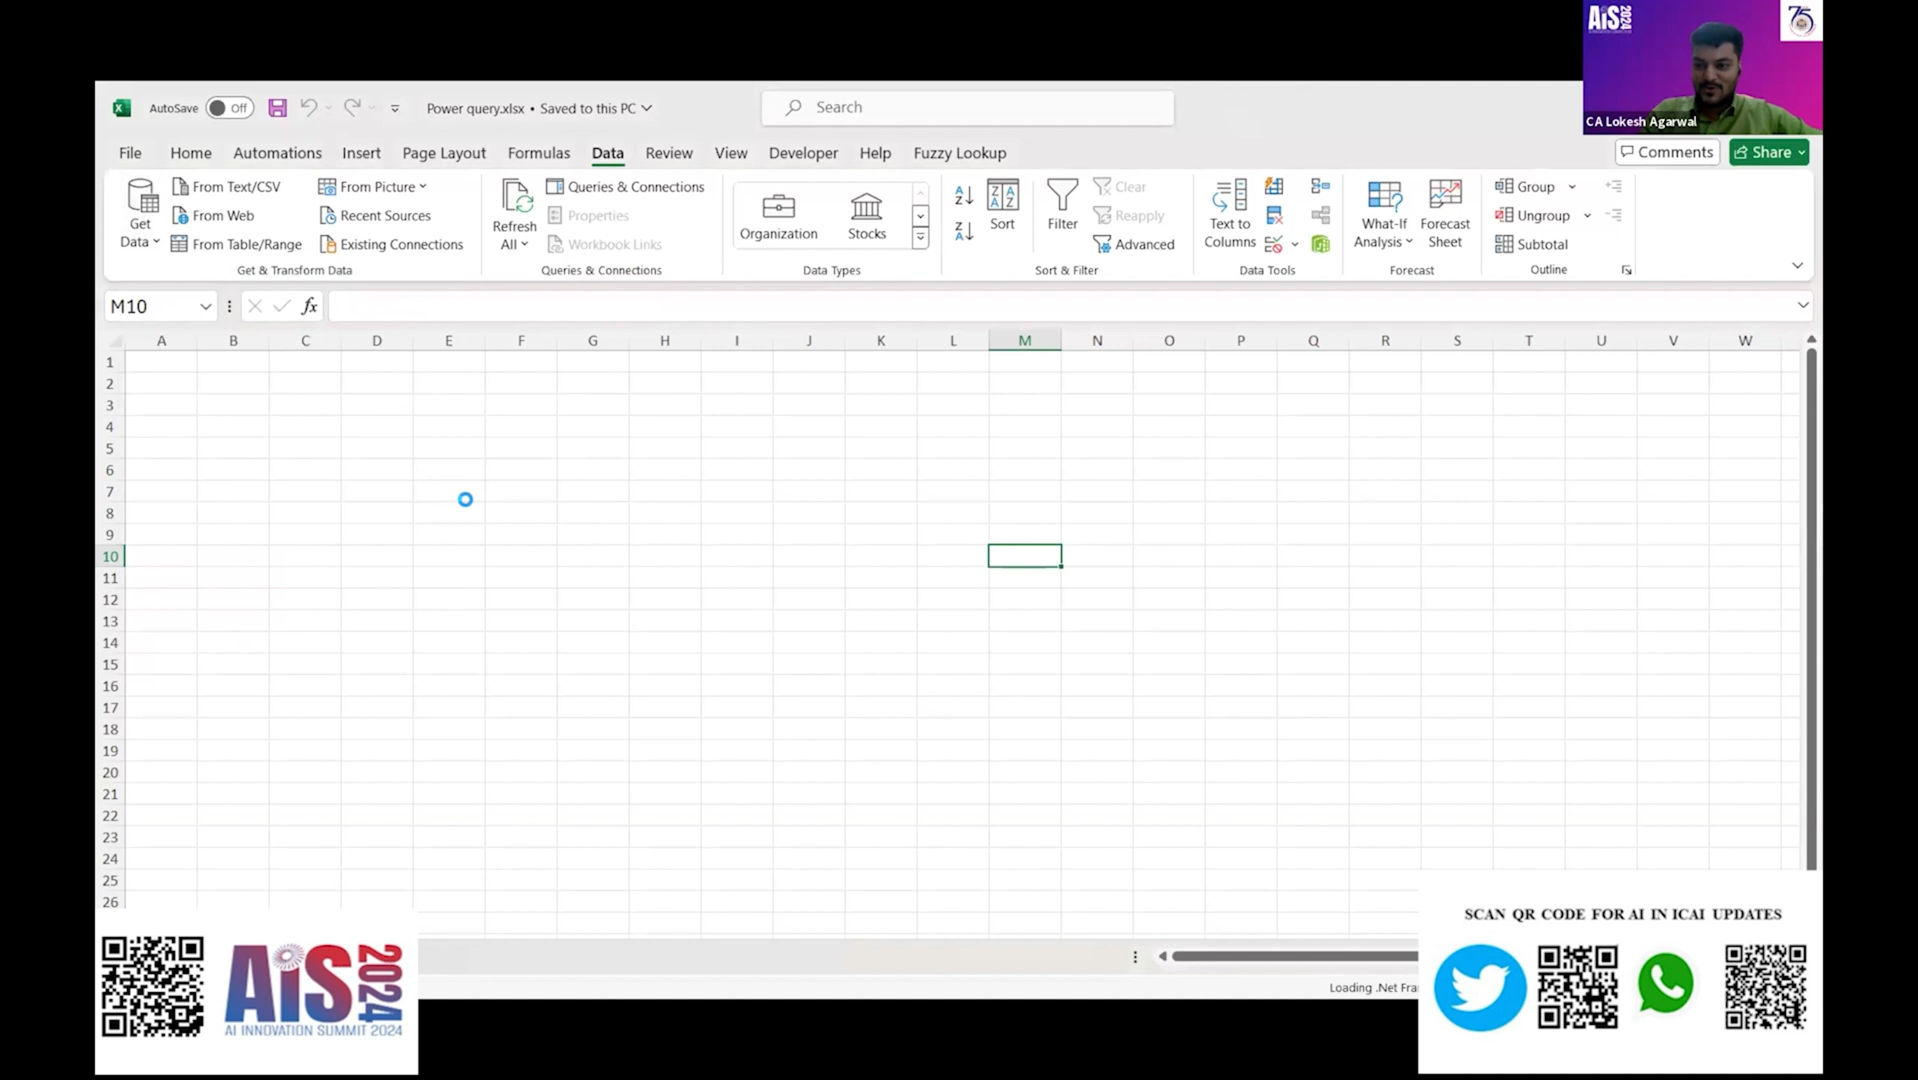 AiS 2024
75
CA Lokesh Agarwal
AutoSave Off Power query.xlsx • Saved to this PC Search
File Home Automations Insert Page Layout Formulas Data Review View Developer Help Fuzzy Lookup Comments Share
Get Data
From Text/CSV
From Web
From Table/Range
From Picture
Recent Sources
Existing Connections
Get & Transform Data
Refresh All
Queries & Connections
Properties
Workbook Links
Queries & Connections
Organization
Stocks
Data Types
Sort
Filter
Clear
Reapply
Advanced
Sort & Filter
Text to Columns
Data Tools
What-If Analysis
Forecast Sheet
Forecast
Group
Ungroup
Subtotal
Outline
M10 fx
A B C D E F G H I J K L M N O P Q R S T U V W
1
2
3
4
5
6
7
8
9
10
11
12
13
14
15
16
17
18
19
20
21
22
23
24
25
26
Loading .Net Fra
AiS 2024
AI INNOVATION SUMMIT 2024
SCAN QR CODE FOR AI IN ICAI UPDATES